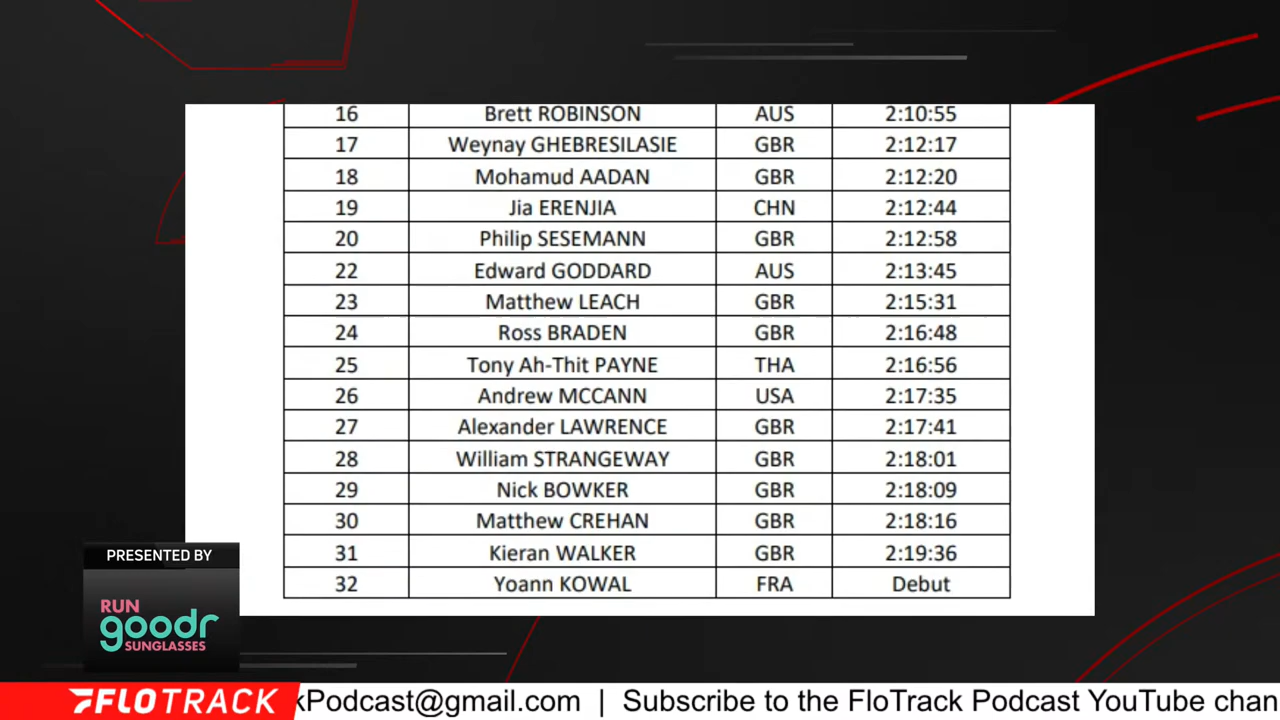 16 Brett ROBINSON AUS 2:10:55
17 Weynay GHEBRESILASIE GBR 2:12:17
18 Mohamud AADAN GBR 2:12:20
19 Jia ERENJIA CHN 2:12:44
20 Philip SESEMANN GBR 2:12:58
22 Edward GODDARD AUS 2:13:45
23 Matthew LEACH GBR 2:15:31
24 Ross BRADEN GBR 2:16:48
25 Tony Ah-Thit PAYNE THA 2:16:56
26 Andrew MCCANN USA 2:17:35
27 Alexander LAWRENCE GBR 2:17:41
28 William STRANGEWAY GBR 2:18:01
29 Nick BOWKER GBR 2:18:09
30 Matthew CREHAN GBR 2:18:16
31 Kieran WALKER GBR 2:19:36
32 Yoann KOWAL FRA Debut
PRESENTED BY
RUN
goodr
SUNGLASSES
FLOTRACK
kPodcast@gmail.com | Subscribe to the FloTrack Podcast YouTube chan